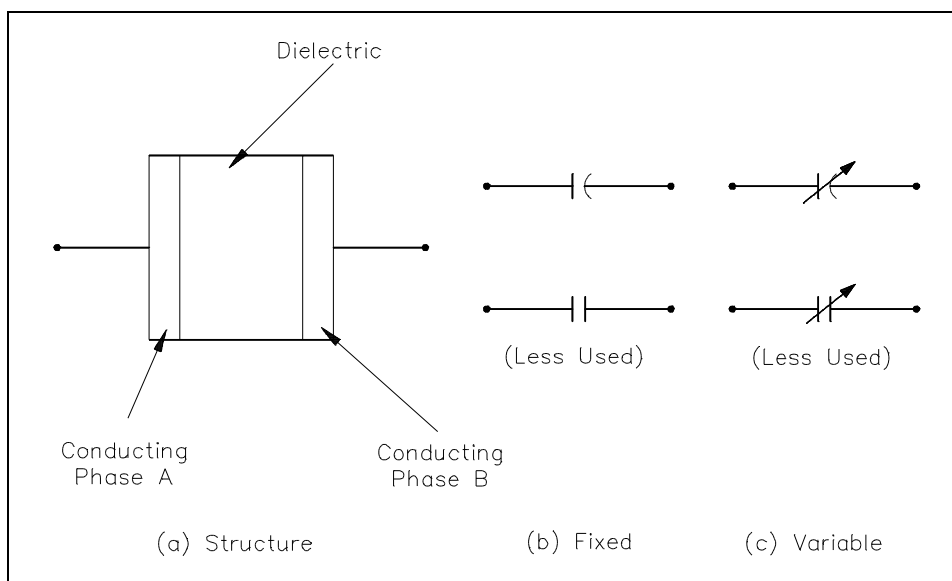 Dielectric
(Less Used)
(Less Used)
Conducting
Phase A
Conducting
Phase B
(a) Structure
(b) Fixed
(c) Variable